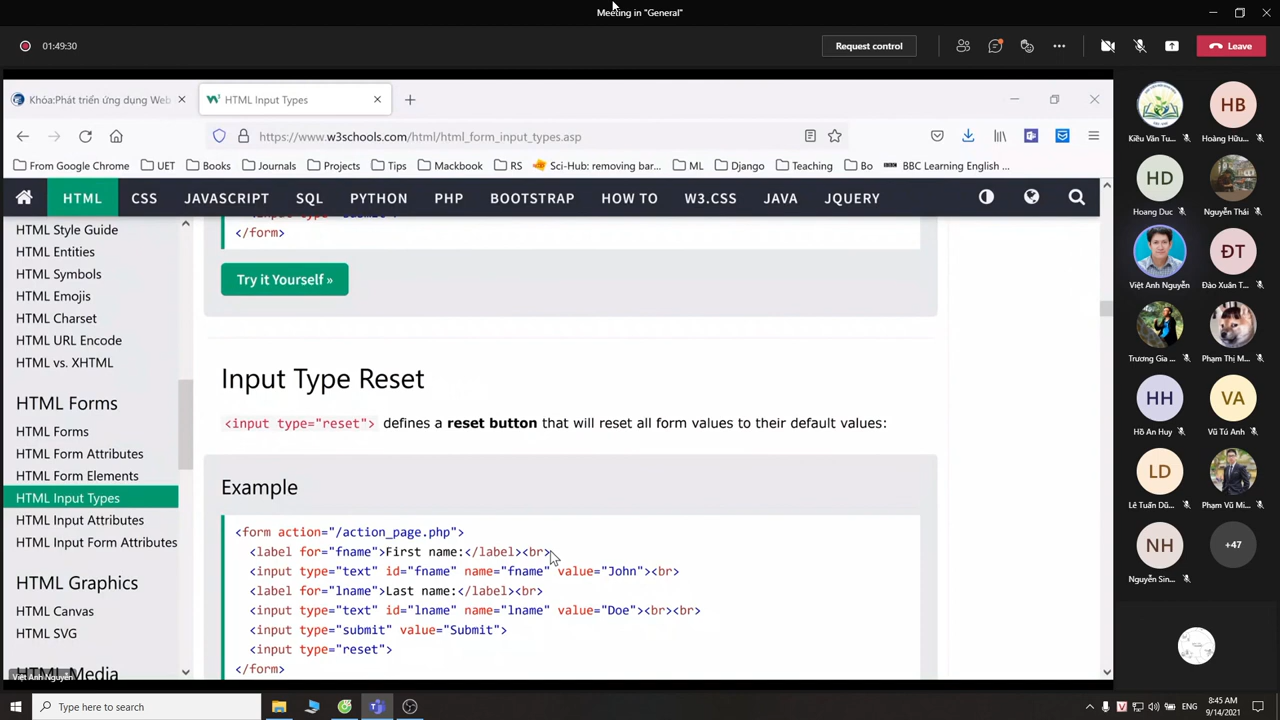 Meeting in "General"
01:49:30
Request control
Leave
Khóa:Phát triển ứng dụng Web
HTML Input Types
https://www.w3schools.com/html/html_form_input_types.asp
From Google Chrome
UET
Books
Journals
Projects
Tips
Mackbook
RS
Sci-Hub: removing bar...
ML
Django
Teaching
Bo
BBC Learning English ...
HTML
CSS
JAVASCRIPT
SQL
PYTHON
PHP
BOOTSTRAP
HOW TO
W3.CSS
JAVA
JQUERY
HTML Style Guide
HTML Entities
HTML Symbols
HTML Emojis
HTML Charset
HTML URL Encode
HTML vs. XHTML
HTML Forms
HTML Forms
HTML Form Attributes
HTML Form Elements
HTML Input Types
HTML Input Attributes
HTML Input Form Attributes
HTML Graphics
HTML Canvas
HTML SVG
HTML Media
Việt Anh Nguyễn
</form>
Try it Yourself »
Input Type Reset
<input type="reset"> defines a reset button that will reset all form values to their default values:
Example
<form action="/action_page.php">
<label for="fname">First name:</label><br>
<input type="text" id="fname" name="fname" value="John"><br>
<label for="lname">Last name:</label><br>
<input type="text" id="lname" name="lname" value="Doe"><br><br>
<input type="submit" value="Submit">
<input type="reset">
</form>
Kiều Văn Tu...
HB
Hoàng Hữu...
HD
Hoang Duc
Nguyễn Thái
Việt Anh Nguyễn
ĐT
Đào Xuân T...
Trương Gia ...
Phạm Thị M...
HH
Hồ An Huy
VA
Vũ Tú Anh
LD
Lê Tuấn Dũ...
Phạm Vũ Mi...
NH
Nguyễn Sin...
+47
Type here to search
8:45 AM
9/14/2021